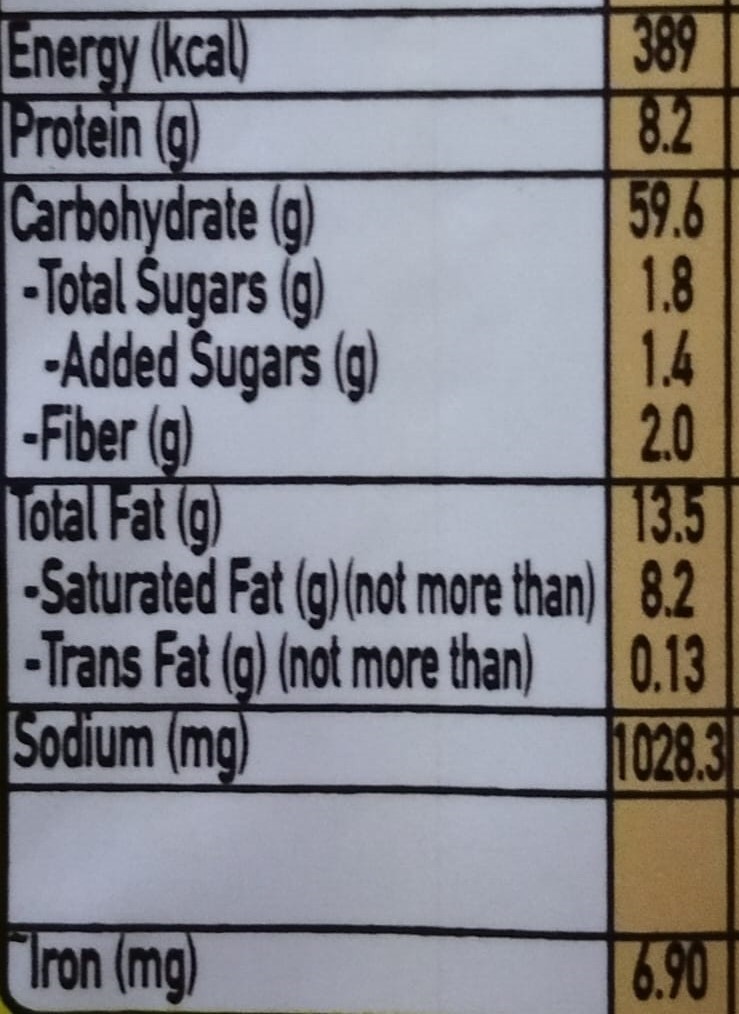 Energy (kcal) 389
Protein (g) 8.2
Carbohydrate (g) 59.6
-Total Sugars (g) 1.8
-Added Sugars (g) 1.4
-Fiber (g) 2.0
Total Fat (g) 13.5
-Saturated Fat (g) (not more than) 8.2
-Trans Fat (g) (not more than) 0.13
Sodium (mg) 1028.3
~Iron (mg) 6.90